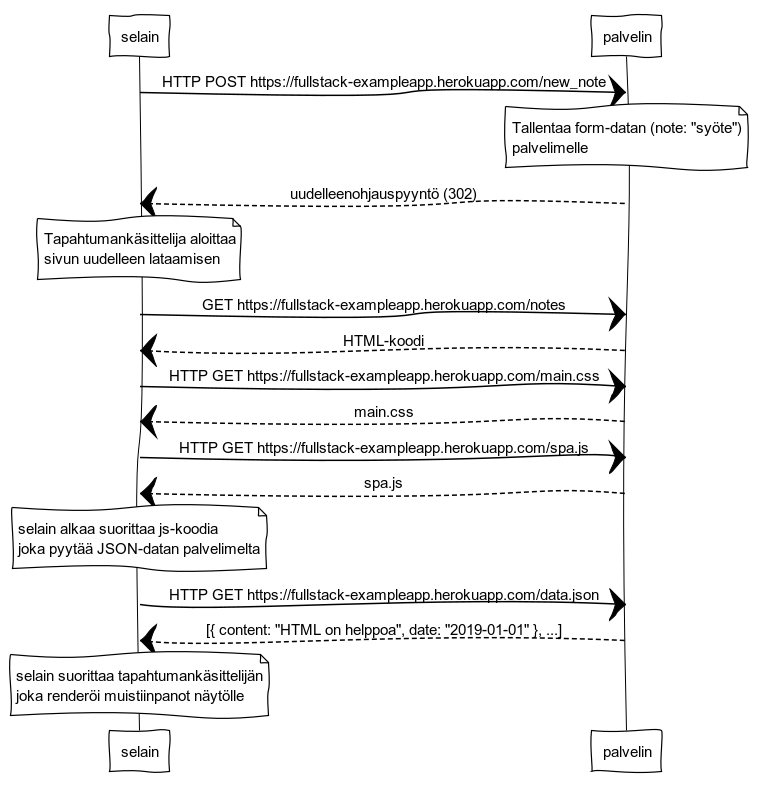 selain
palvelin
HTTP POST https://fullstack-exampleapp.herokuapp.com/new_note
Tallentaa form-datan (note: "syöte")
palvelimelle
uudelleenohjauspyyntö (302)
Tapahtumankäsittelija aloittaa
sivun uudelleen lataamisen
GET https://fullstack-exampleapp.herokuapp.com/notes
HTML-koodi
HTTP GET https://fullstack-exampleapp.herokuapp.com/main.css
main.css
HTTP GET https://fullstack-exampleapp.herokuapp.com/spa.js
spa.js
selain alkaa suorittaa js-koodia
joka pyytää JSON-datan palvelimelta
HTTP GET https://fullstack-exampleapp.herokuapp.com/data.json
[{ content: "HTML on helppoa", date: "2019-01-01" }, ...]
selain suorittaa tapahtumankäsittelijän
joka renderöi muistiinpanot näytölle
selain
palvelin